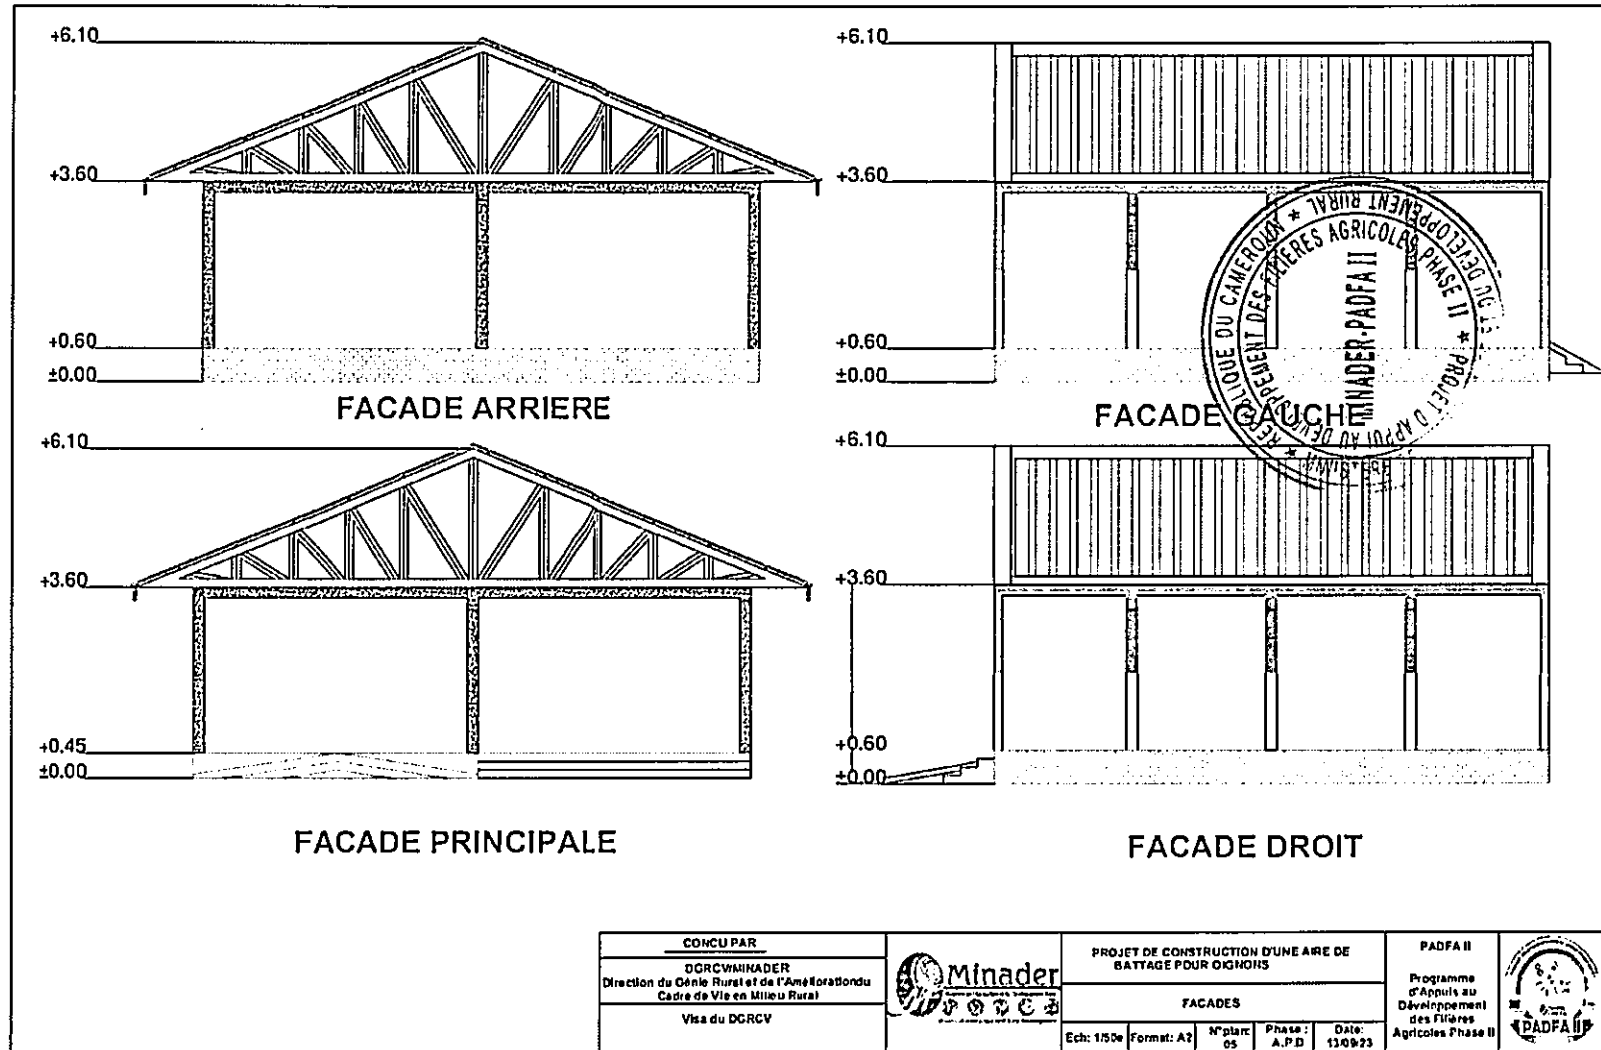 +6.10
+3.60
+0.60
±0.00
FACADE ARRIERE
+6.10
+3.60
+0.60
±0.00
FACADE GAUCHE
+6.10
+3.60
+0.45
±0.00
FACADE PRINCIPALE
+6.10
+3.60
+0.60
±0.00
FACADE DROIT
REPUBLIQUE DU CAMEROUN
DEVELOPPEMENT RURAL
PROJET D'APPUI AU DEVELOPPEMENT DES FILIERES AGRICOLES PHASE II
MINADER-PADFA II
CONCU PAR
DGRCV/MINADER
Direction du Génie Rural et de l'Améliorationdu
Cadre de Vie en Milieu Rural
Visa du DGRCV
Minader
PROJET DE CONSTRUCTION D'UNE AIRE DE
BATTAGE POUR OIGNONS
FACADES
Ech: 1/50e
Format: A2
N°plan:
05
Phase :
A.P.D
Date:
13/09/23
PADFA II
Programme
d'Appuis au
Développement
des Filières
Agricoles Phase II
PADFA II